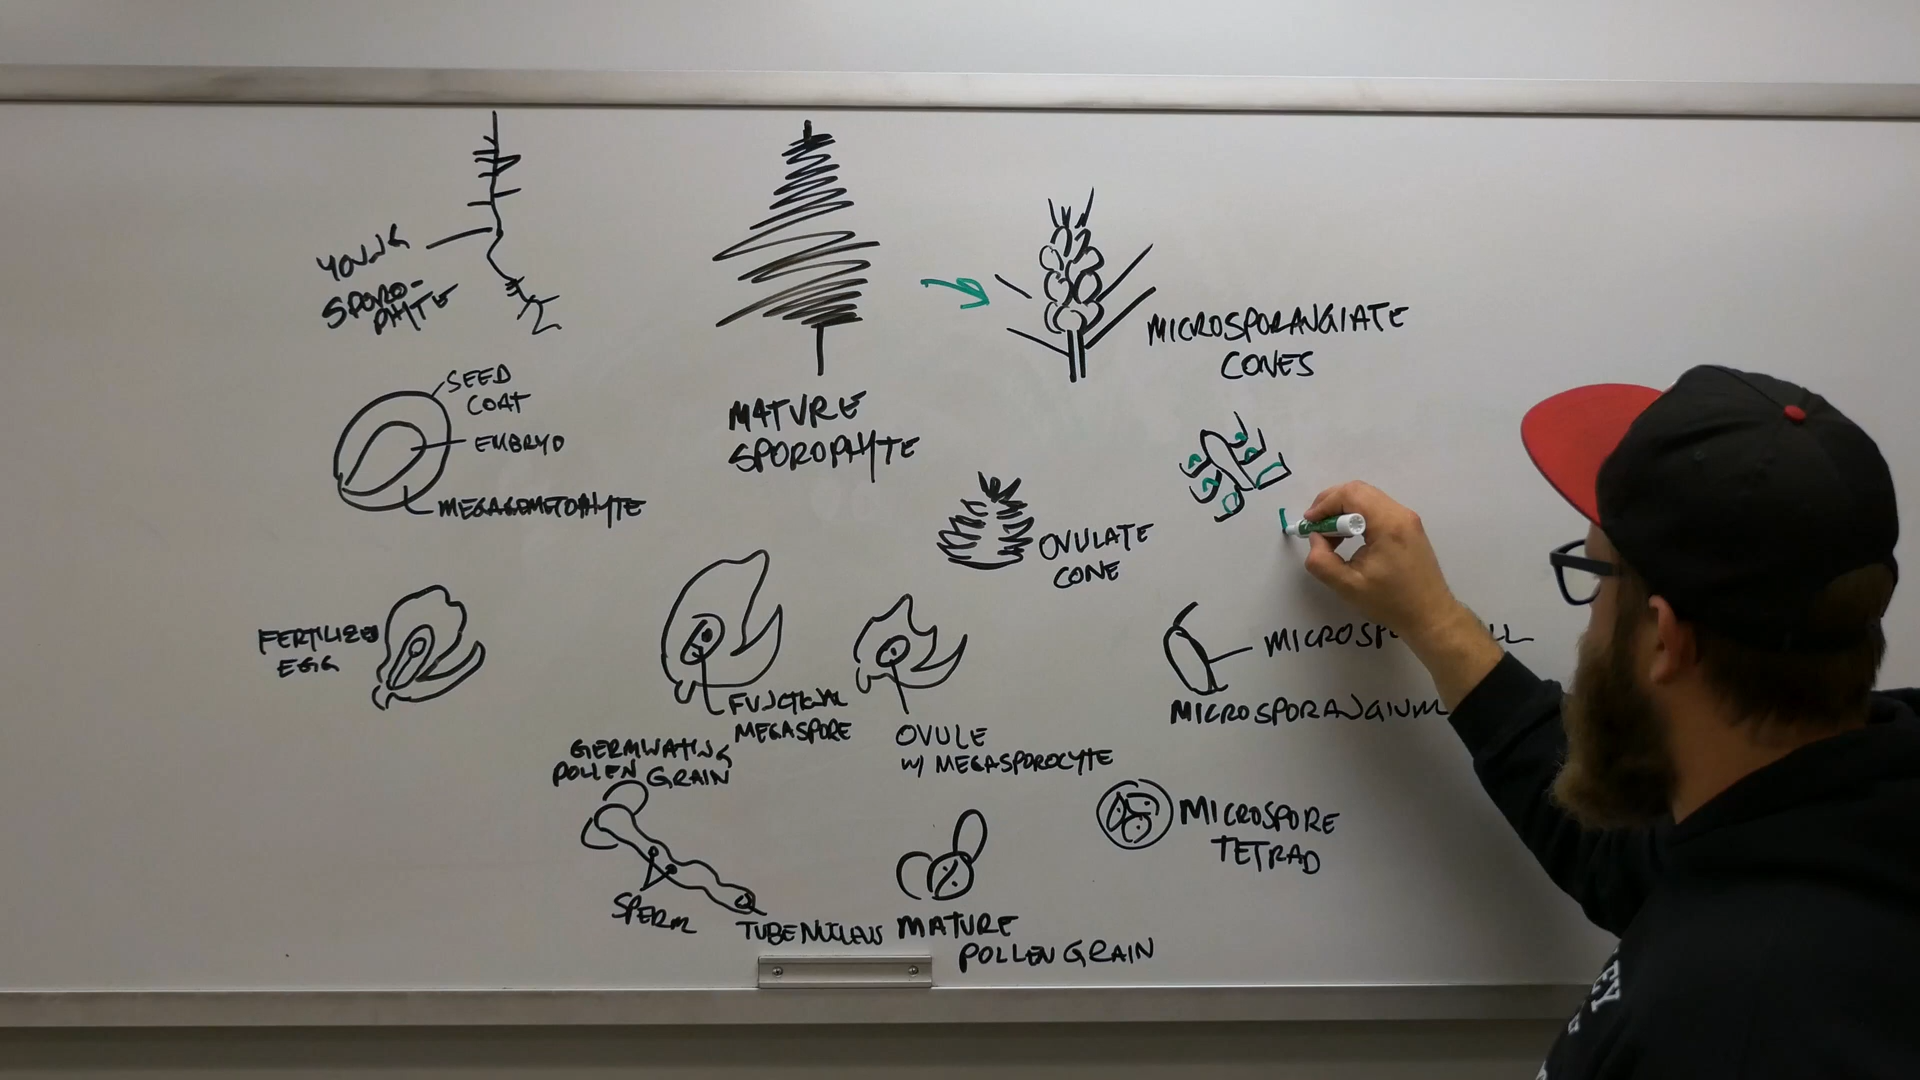 YOUNG
SPORO-
PHYTE
SEED
COAT
EMBRYO
MEGAGEMETOPHYTE
FERTILIZED
EGG
MATURE
SPOROPHYTE
MICROSPORANGIATE
CONES
OVULATE
CONE
FUNCTIONAL
MEGASPORE
OVULE
W/ MEGASPOROCYTE
MICROSPORANGIUM
GERMINATING
POLLEN GRAIN
SPERM
TUBE NUCLEUS
MATURE
POLLEN GRAIN
MICROSPORE
TETRAD